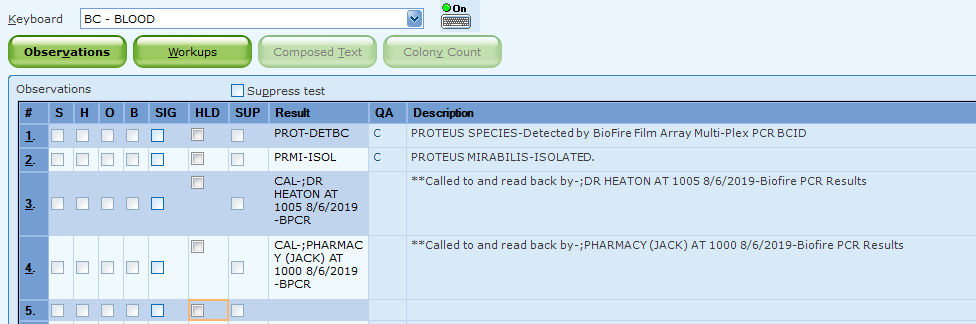 Keyboard BC - BLOOD On
Observations Workups Composed Text Colony Count
Observations Suppress test
# S H O B SIG HLD SUP Result QA Description
1. PROT-DETBC C PROTEUS SPECIES-Detected by BioFire Film Array Multi-Plex PCR BCID
2. PRMI-ISOL C PROTEUS MIRABILIS-ISOLATED.
3. CAL-;DR
HEATON AT
1005 8/6/2019
-BPCR
**Called to and read back by-;DR HEATON AT 1005 8/6/2019-Biofire PCR Results
4. CAL-;PHARMAC
Y (JACK) AT
1000 8/6/2019
-BPCR
**Called to and read back by-;PHARMACY (JACK) AT 1000 8/6/2019-Biofire PCR Results
5.